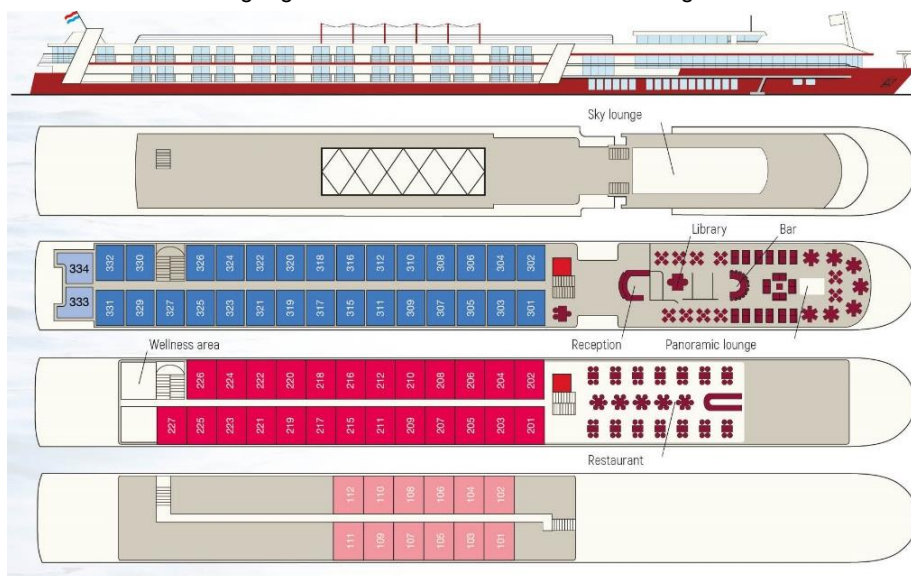 Sky lounge
Library
Bar
334
332 330 326 324 322 320 318 316 312 310 308 306 304 302
333
331 329 327 325 323 321 319 317 315 311 309 307 305 303 301
Wellness area
Reception
Panoramic lounge
226 224 222 220 218 216 212 210 208 206 204 202
227 225 223 221 219 217 215 211 209 207 205 203 201
Restaurant
112 110 108 106 104 102
111 109 107 105 103 101